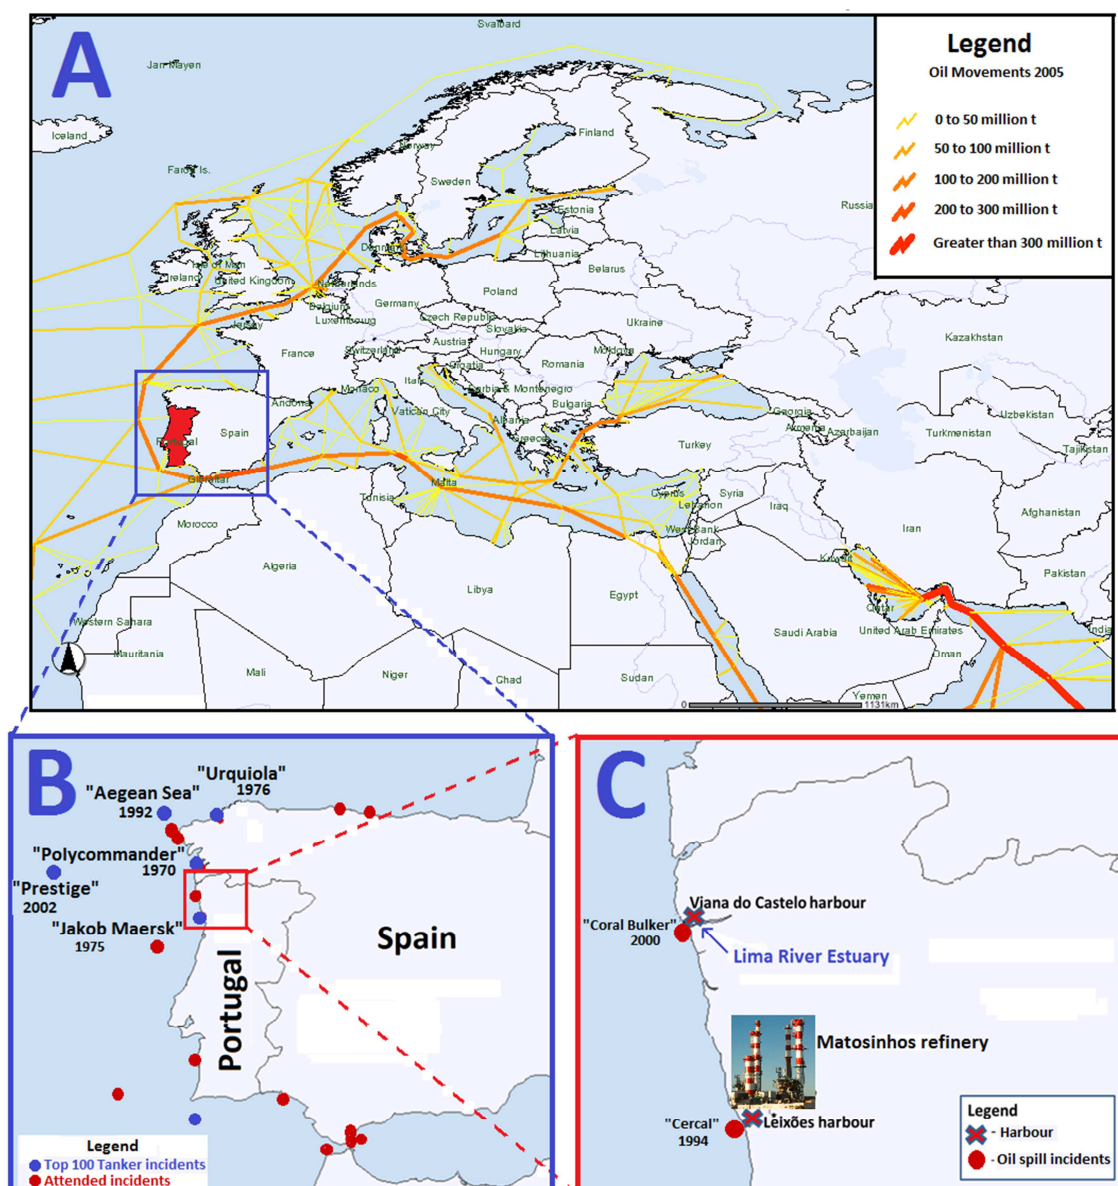 A
Svalbard
Jan Mayen
Iceland
Faroe Is.
Norway
Finland
Sweden
Russia
Estonia
Latvia
Lithuania
Denmark
Isle of Man
Ireland
United Kingdom
Netherlands
Belarus
Poland
Belgium
Germany
Luxembourg
Jersey
Czech Republic
Slovakia
Ukraine
Kazakhstan
France
Switzerland
Austria
Hungary
Moldova
Romania
Croatia
Italy
Serbia & Montenegro
Monaco
Andorra
Vatican City
Bulgaria
Albania
Georgia
Uzbekistan
Armenia
Azerbaijan
Turkmenistan
Tajikistan
Portugal
Spain
Greece
Turkey
Gibraltar
Malta
Tunisia
Cyprus
Lebanon
Syria
Iraq
Iran
Afghanistan
West Bank
Jordan
Morocco
Algeria
Libya
Egypt
Kuwait
Pakistan
Qatar
Saudi Arabia
United Arab Emirates
India
Oman
Western Sahara
Mauritania
Mali
Niger
Chad
Sudan
Yemen
0
1131km
Legend
Oil Movements 2005
0 to 50 million t
50 to 100 million t
100 to 200 million t
200 to 300 million t
Greater than 300 million t
B
"Urquiola"
1976
"Aegean Sea"
1992
"Polycommander"
1970
"Prestige"
2002
"Jakob Maersk"
1975
Spain
Portugal
Legend
Top 100 Tanker incidents
Attended incidents
C
Viana do Castelo harbour
"Coral Bulker"
2000
Lima River Estuary
Matosinhos refinery
"Cercal"
1994
Leixões harbour
Legend
- Harbour
- Oil spill incidents